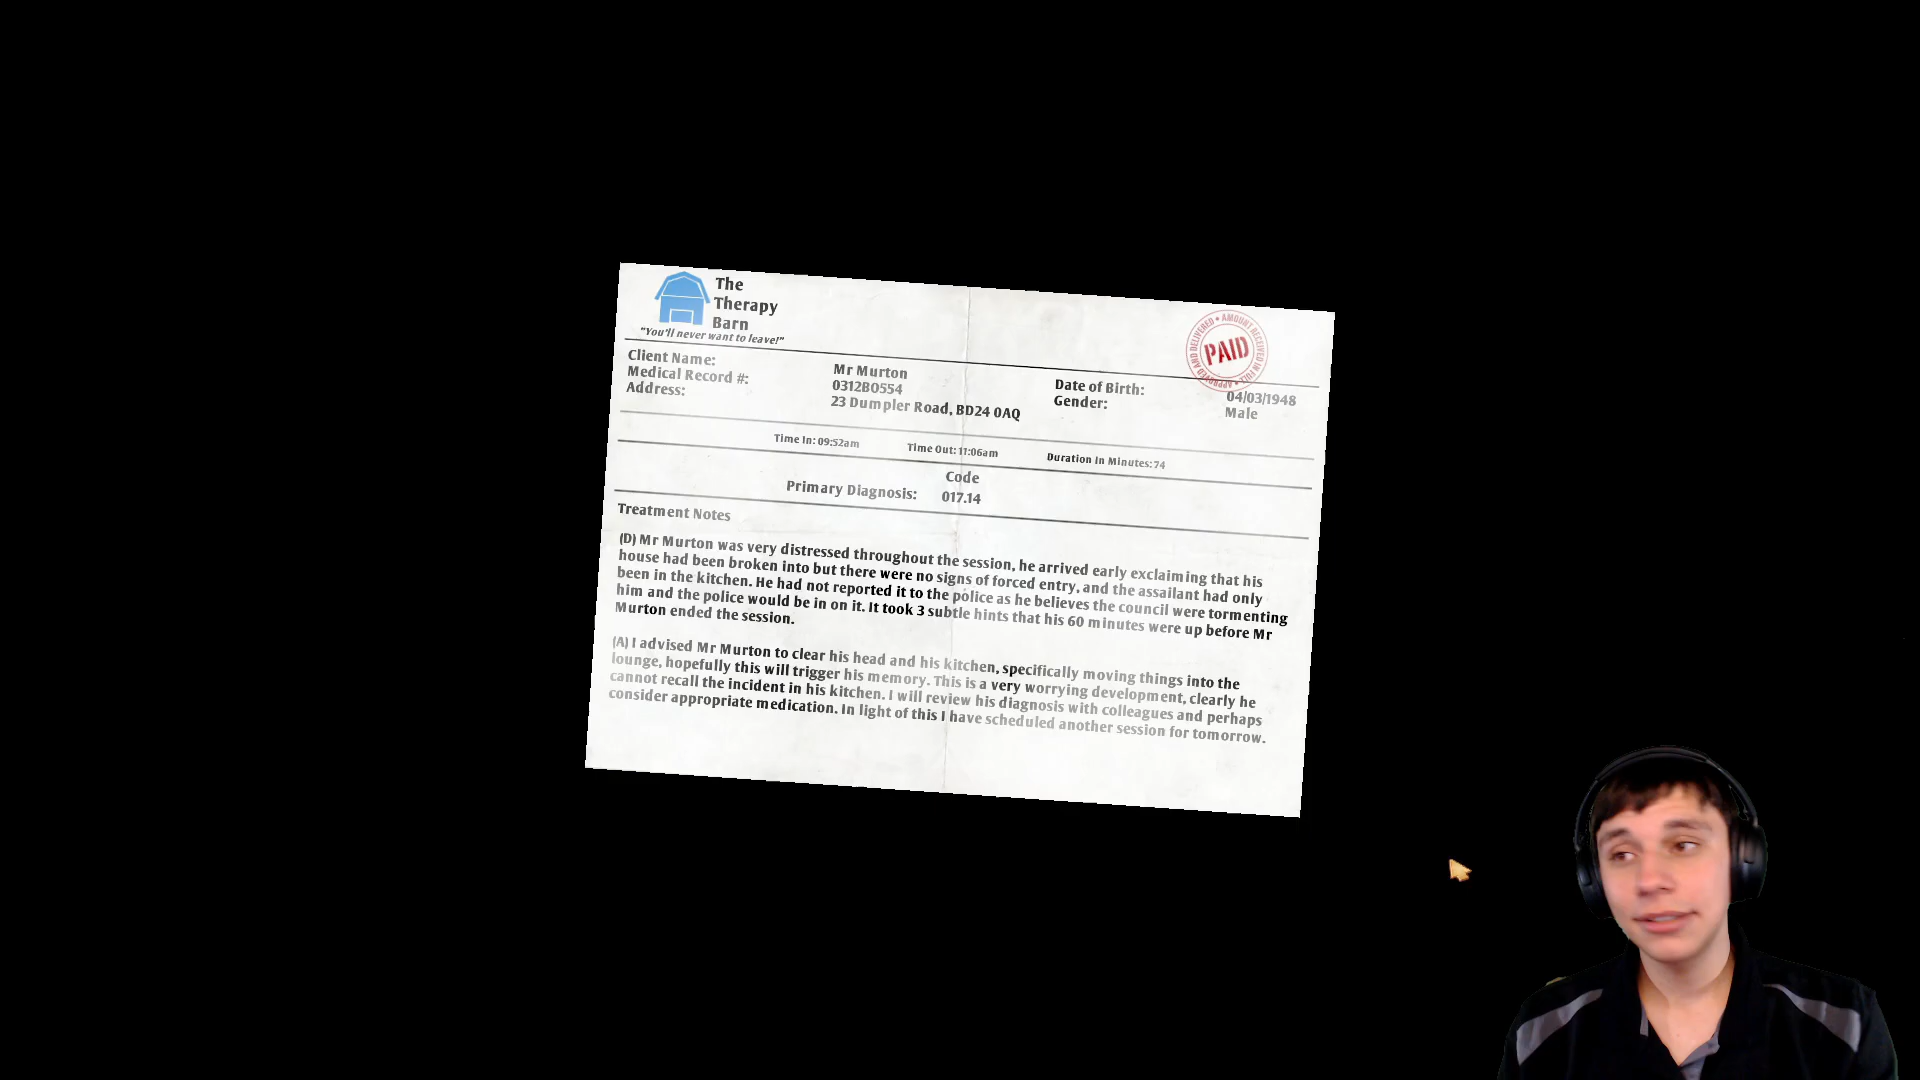 The
Therapy
Barn
"You'll never want to leave!"
AMOUNT RECEIVED IN FULL • APPROVED AND DELIVERED •
PAID
Client Name: Mr Murton Date of Birth: 04/03/1948
Medical Record #: 0312BO554 Gender: Male
Address: 23 Dumpler Road, BD24 0AQ
Time In: 09:52am Time Out: 11:06am Duration In Minutes: 74
Code
Primary Diagnosis: 017.14
Treatment Notes
(D) Mr Murton was very distressed throughout the session, he arrived early exclaiming that his
house had been broken into but there were no signs of forced entry, and the assailant had only
been in the kitchen. He had not reported it to the police as he believes the council were tormenting
him and the police would be in on it. It took 3 subtle hints that his 60 minutes were up before Mr
Murton ended the session.
(A) I advised Mr Murton to clear his head and his kitchen, specifically moving things into the
lounge, hopefully this will trigger his memory. This is a very worrying development, clearly he
cannot recall the incident in his kitchen. I will review his diagnosis with colleagues and perhaps
consider appropriate medication. In light of this I have scheduled another session for tomorrow.